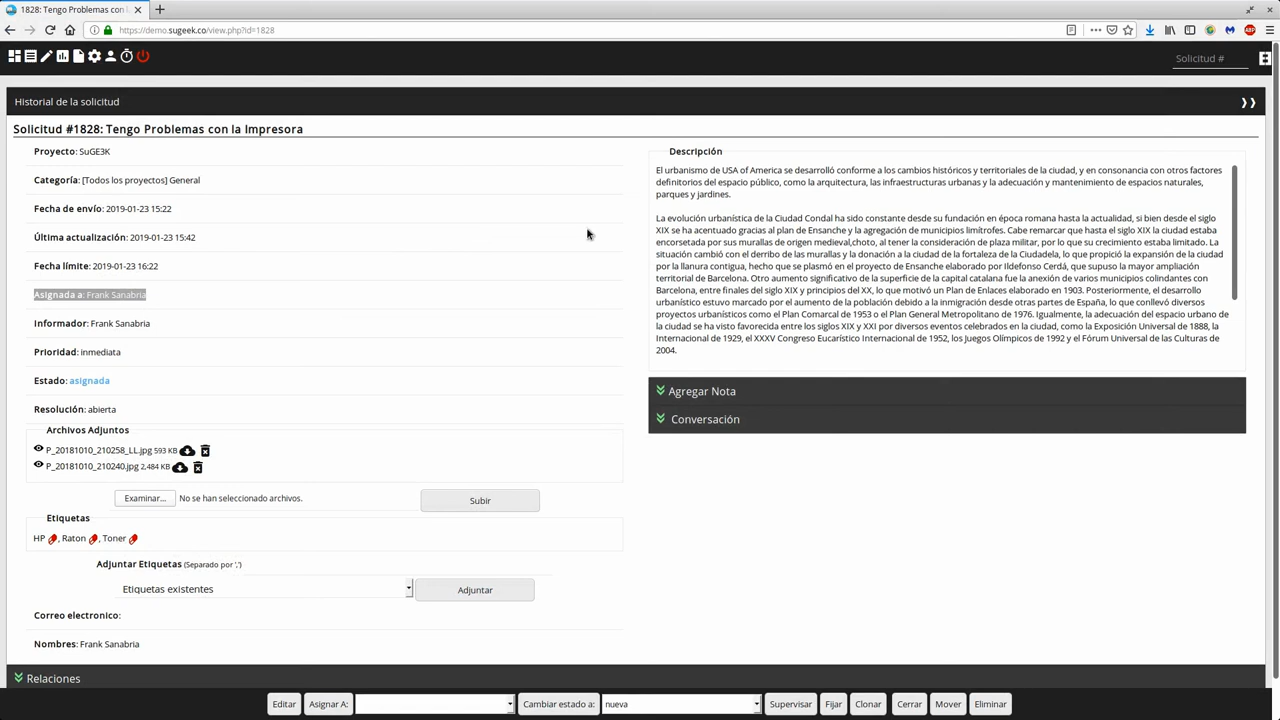 1828: Tengo Problemas con l
https://demo.sugeek.co/view.php?id=1828
Solicitud #
Historial de la solicitud
Solicitud #1828: Tengo Problemas con la Impresora
Proyecto: SuGE3K
Categoría: [Todos los proyectos] General
Fecha de envío: 2019-01-23 15:22
Última actualización: 2019-01-23 15:42
Fecha límite: 2019-01-23 16:22
Asignada a: Frank Sanabria
Informador: Frank Sanabria
Prioridad: inmediata
Estado: asignada
Resolución: abierta
Archivos Adjuntos
P_20181010_210258_LL.jpg 593 KB
P_20181010_210240.jpg 2,484 KB
Examinar... No se han seleccionado archivos.
Subir
Etiquetas
HP , Raton , Toner
Adjuntar Etiquetas (Separado por ',')
Etiquetas existentes
Adjuntar
Correo electronico:
Nombres: Frank Sanabria
Descripción
El urbanismo de USA of America se desarrolló conforme a los cambios históricos y territoriales de la ciudad, y en consonancia con otros factores
definitorios del espacio público, como la arquitectura, las infraestructuras urbanas y la adecuación y mantenimiento de espacios naturales,
parques y jardines.
La evolución urbanística de la Ciudad Condal ha sido constante desde su fundación en época romana hasta la actualidad, si bien desde el siglo
XIX se ha acentuado gracias al plan de Ensanche y la agregación de municipios limítrofes. Cabe remarcar que hasta el siglo XIX la ciudad estaba
encorsetada por sus murallas de origen medieval,choto, al tener la consideración de plaza militar, por lo que su crecimiento estaba limitado. La
situación cambió con el derribo de las murallas y la donación a la ciudad de la fortaleza de la Ciudadela, lo que propició la expansión de la ciudad
por la llanura contigua, hecho que se plasmó en el proyecto de Ensanche elaborado por Ildefonso Cerdá, que supuso la mayor ampliación
territorial de Barcelona. Otro aumento significativo de la superficie de la capital catalana fue la anexión de varios municipios colindantes con
Barcelona, entre finales del siglo XIX y principios del XX, lo que motivó un Plan de Enlaces elaborado en 1903. Posteriormente, el desarrollo
urbanístico estuvo marcado por el aumento de la población debido a la inmigración desde otras partes de España, lo que conllevó diversos
proyectos urbanísticos como el Plan Comarcal de 1953 o el Plan General Metropolitano de 1976. Igualmente, la adecuación del espacio urbano de
la ciudad se ha visto favorecida entre los siglos XIX y XXI por diversos eventos celebrados en la ciudad, como la Exposición Universal de 1888, la
Internacional de 1929, el XXXV Congreso Eucarístico Internacional de 1952, los Juegos Olímpicos de 1992 y el Fórum Universal de las Culturas de
2004.
Agregar Nota
Conversación
Relaciones
Editar Asignar A: Cambiar estado a: nueva Supervisar Fijar Clonar Cerrar Mover Eliminar